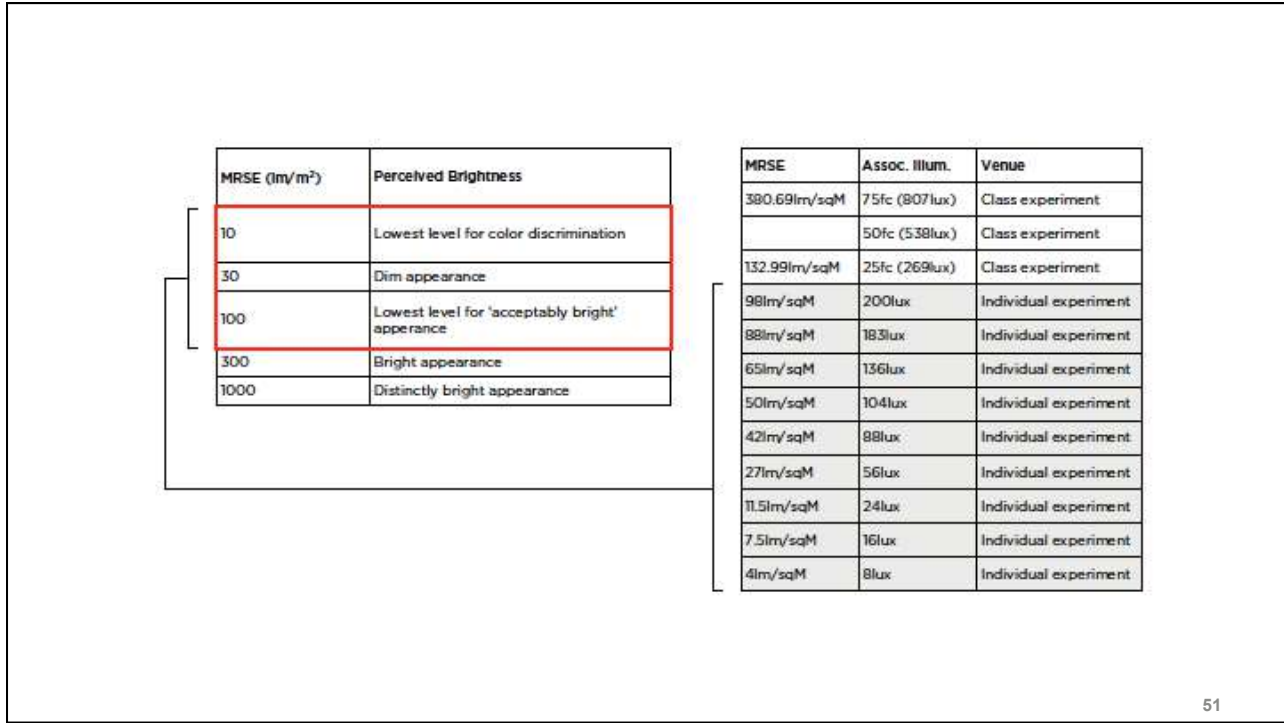 MRSE (lm/m²) Perceived Brightness
10 Lowest level for color discrimination
30 Dim appearance
100 Lowest level for 'acceptably bright'
apperance
300 Bright appearance
1000 Distinctly bright appearance
MRSE Assoc. Illum. Venue
380.69lm/sqM 75fc (807lux) Class experiment
50fc (538lux) Class experiment
132.99lm/sqM 25fc (269lux) Class experiment
98lm/sqM 200lux Individual experiment
88lm/sqM 183lux Individual experiment
65lm/sqM 136lux Individual experiment
50lm/sqM 104lux Individual experiment
42lm/sqM 88lux Individual experiment
27lm/sqM 56lux Individual experiment
11.5lm/sqM 24lux Individual experiment
7.5lm/sqM 16lux Individual experiment
4lm/sqM 8lux Individual experiment
51